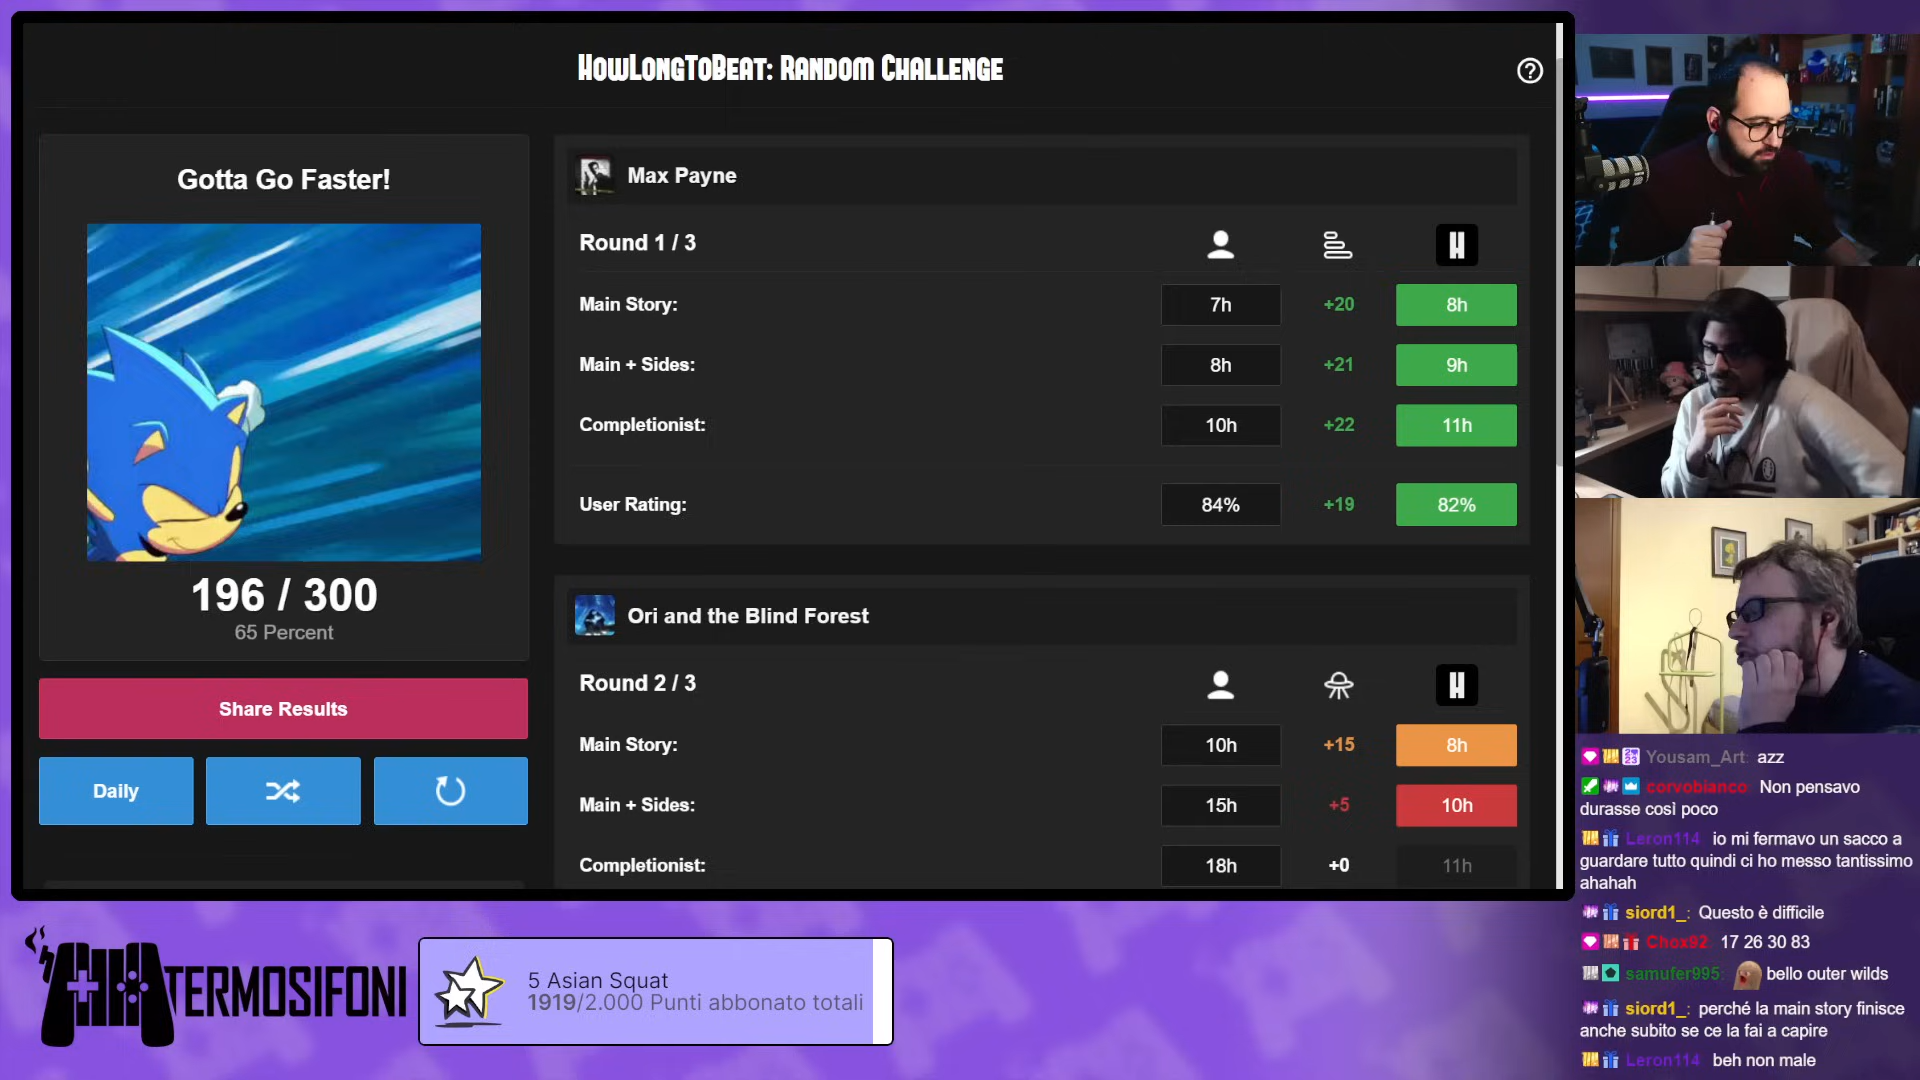 HowLongToBeat: Random Challenge
Gotta Go Faster!
196 / 300
65 Percent
Share Results
Daily
Max Payne
Round 1 / 3
Main Story:
7h
+20
8h
Main + Sides:
8h
+21
9h
Completionist:
10h
+22
11h
User Rating:
84%
+19
82%
Ori and the Blind Forest
Round 2 / 3
Main Story:
10h
+15
8h
Main + Sides:
15h
+5
10h
Completionist:
18h
+0
11h
TERMOSIFONI
5 Asian Squat
1919/2.000 Punti abbonato totali
Yousam_Art: azz
corvobianco: Non pensavo
durasse così poco
Leron114 io mi fermavo un sacco a
guardare tutto quindi ci ho messo tantissimo
ahahah
siord1_: Questo è difficile
Chox92: 17 26 30 83
samufer995: bello outer wilds
siord1_: perché la main story finisce
anche subito se ce la fai a capire
Leron114 beh non male